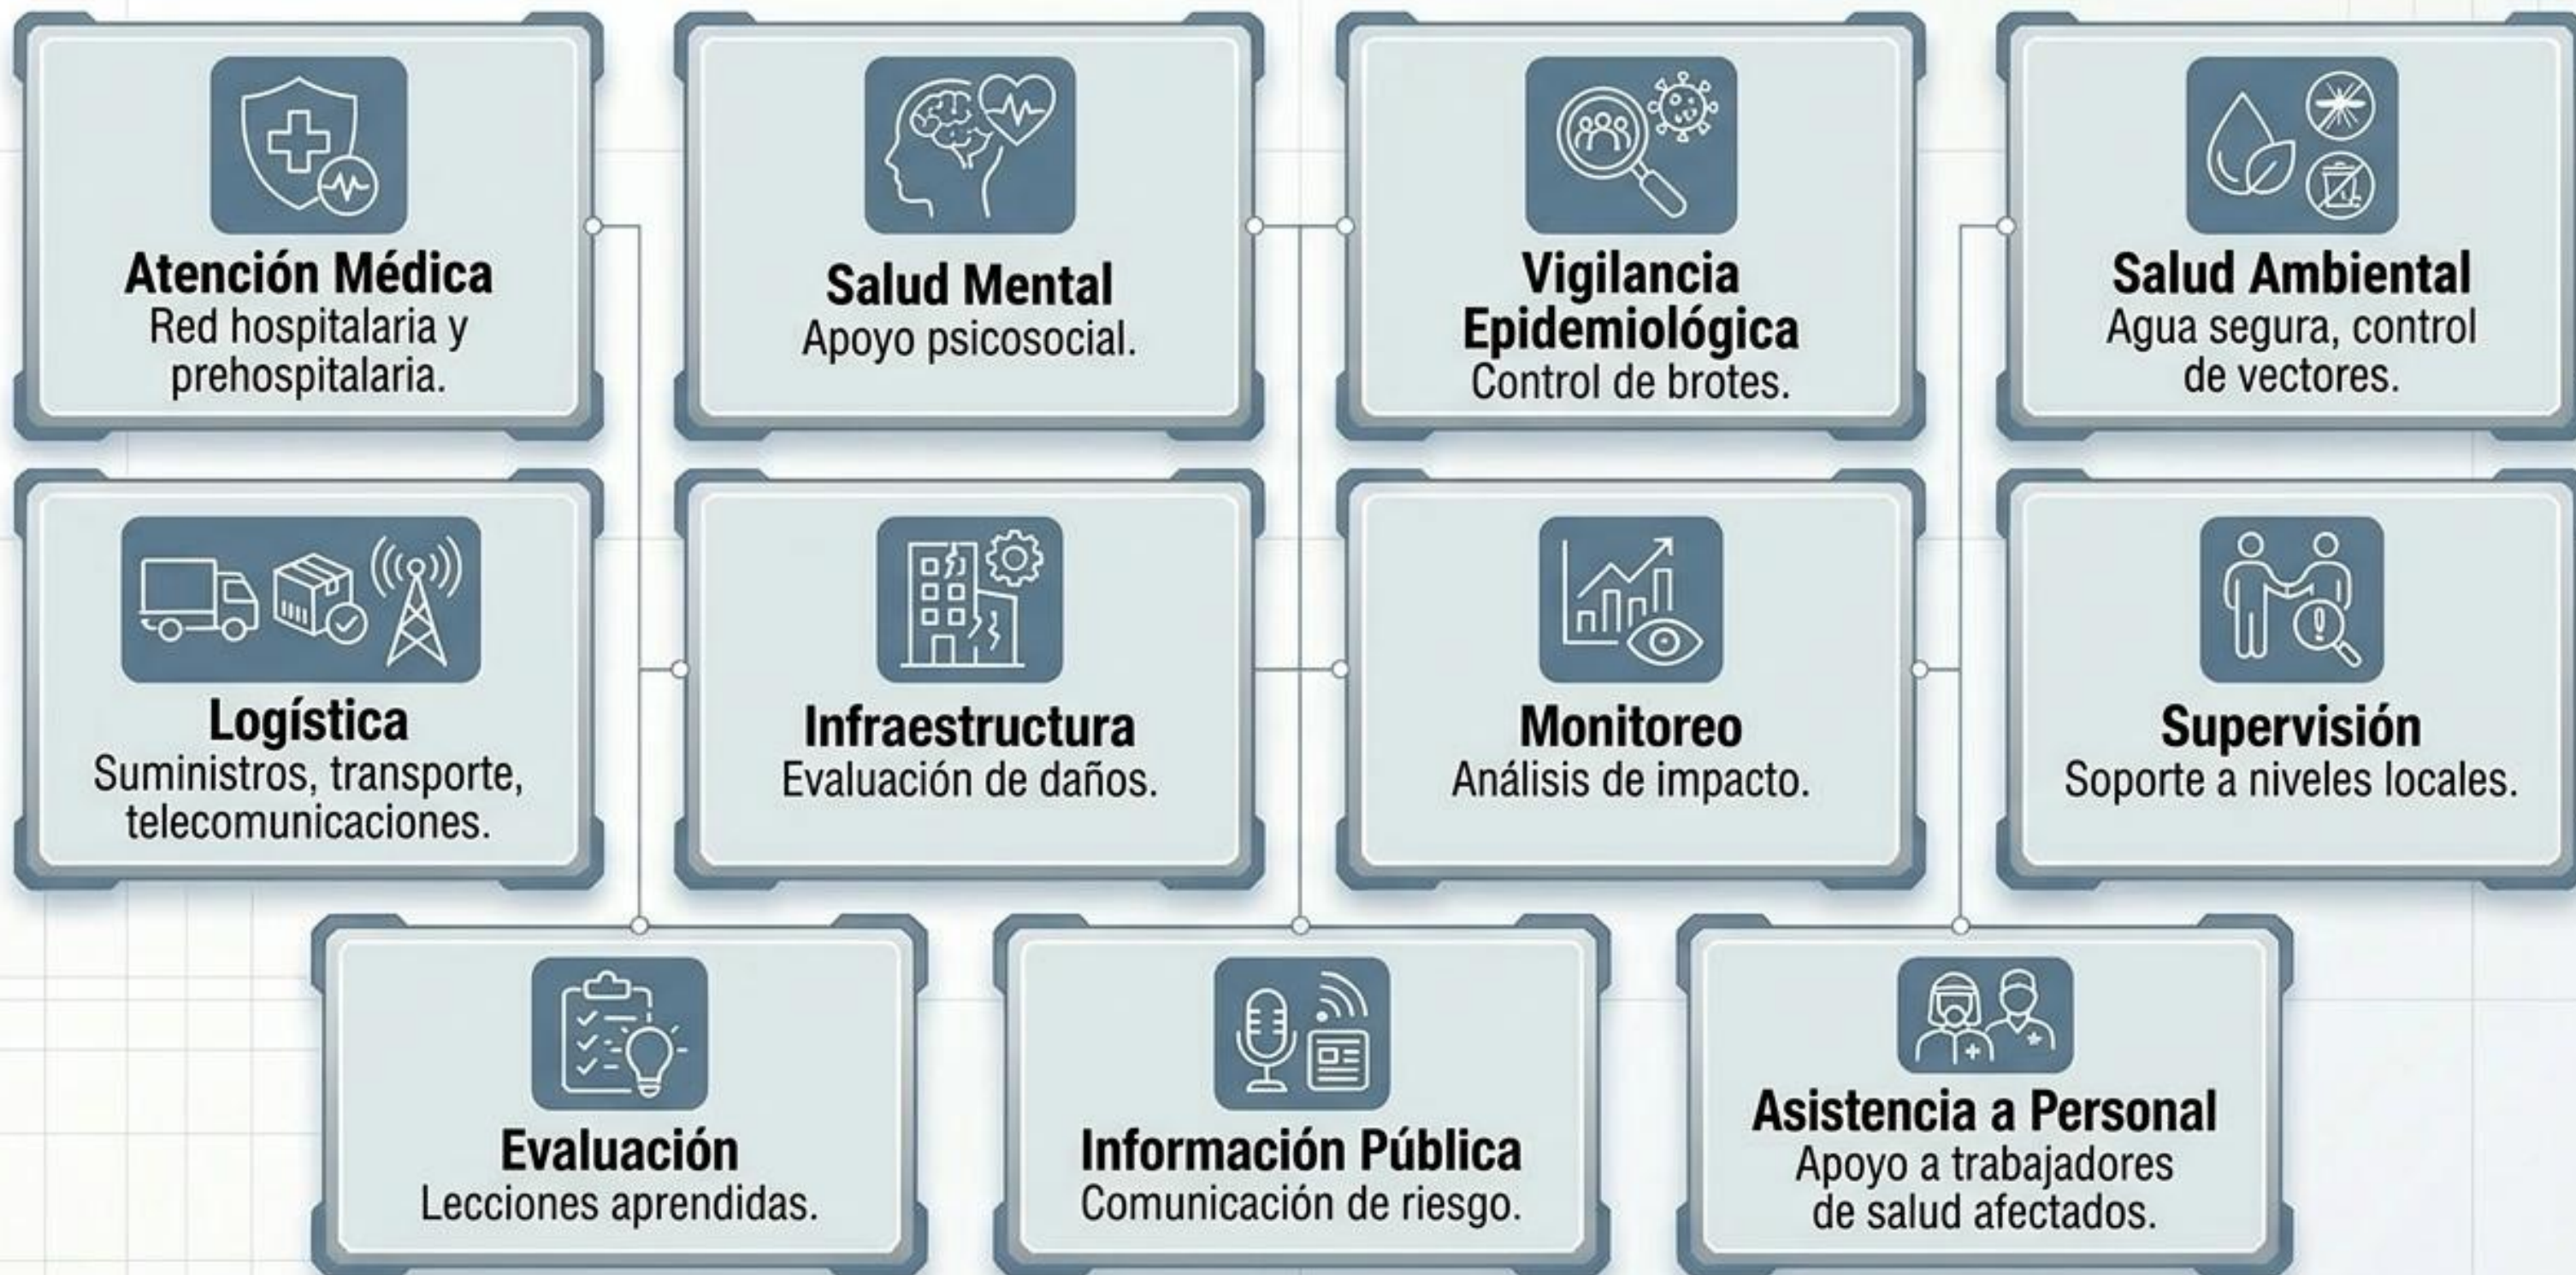 Atención Médica
Red hospitalaria y
prehospitalaria.
Salud Mental
Apoyo psicosocial.
Vigilancia
Epidemiológica
Control de brotes.
Salud Ambiental
Agua segura, control
de vectores.
Logística
Suministros, transporte,
telecomunicaciones.
Infraestructura
Evaluación de daños.
Monitoreo
Análisis de impacto.
Supervisión
Soporte a niveles locales.
Evaluación
Lecciones aprendidas.
Información Pública
Comunicación de riesgo.
Asistencia a Personal
Apoyo a trabajadores
de salud afectados.